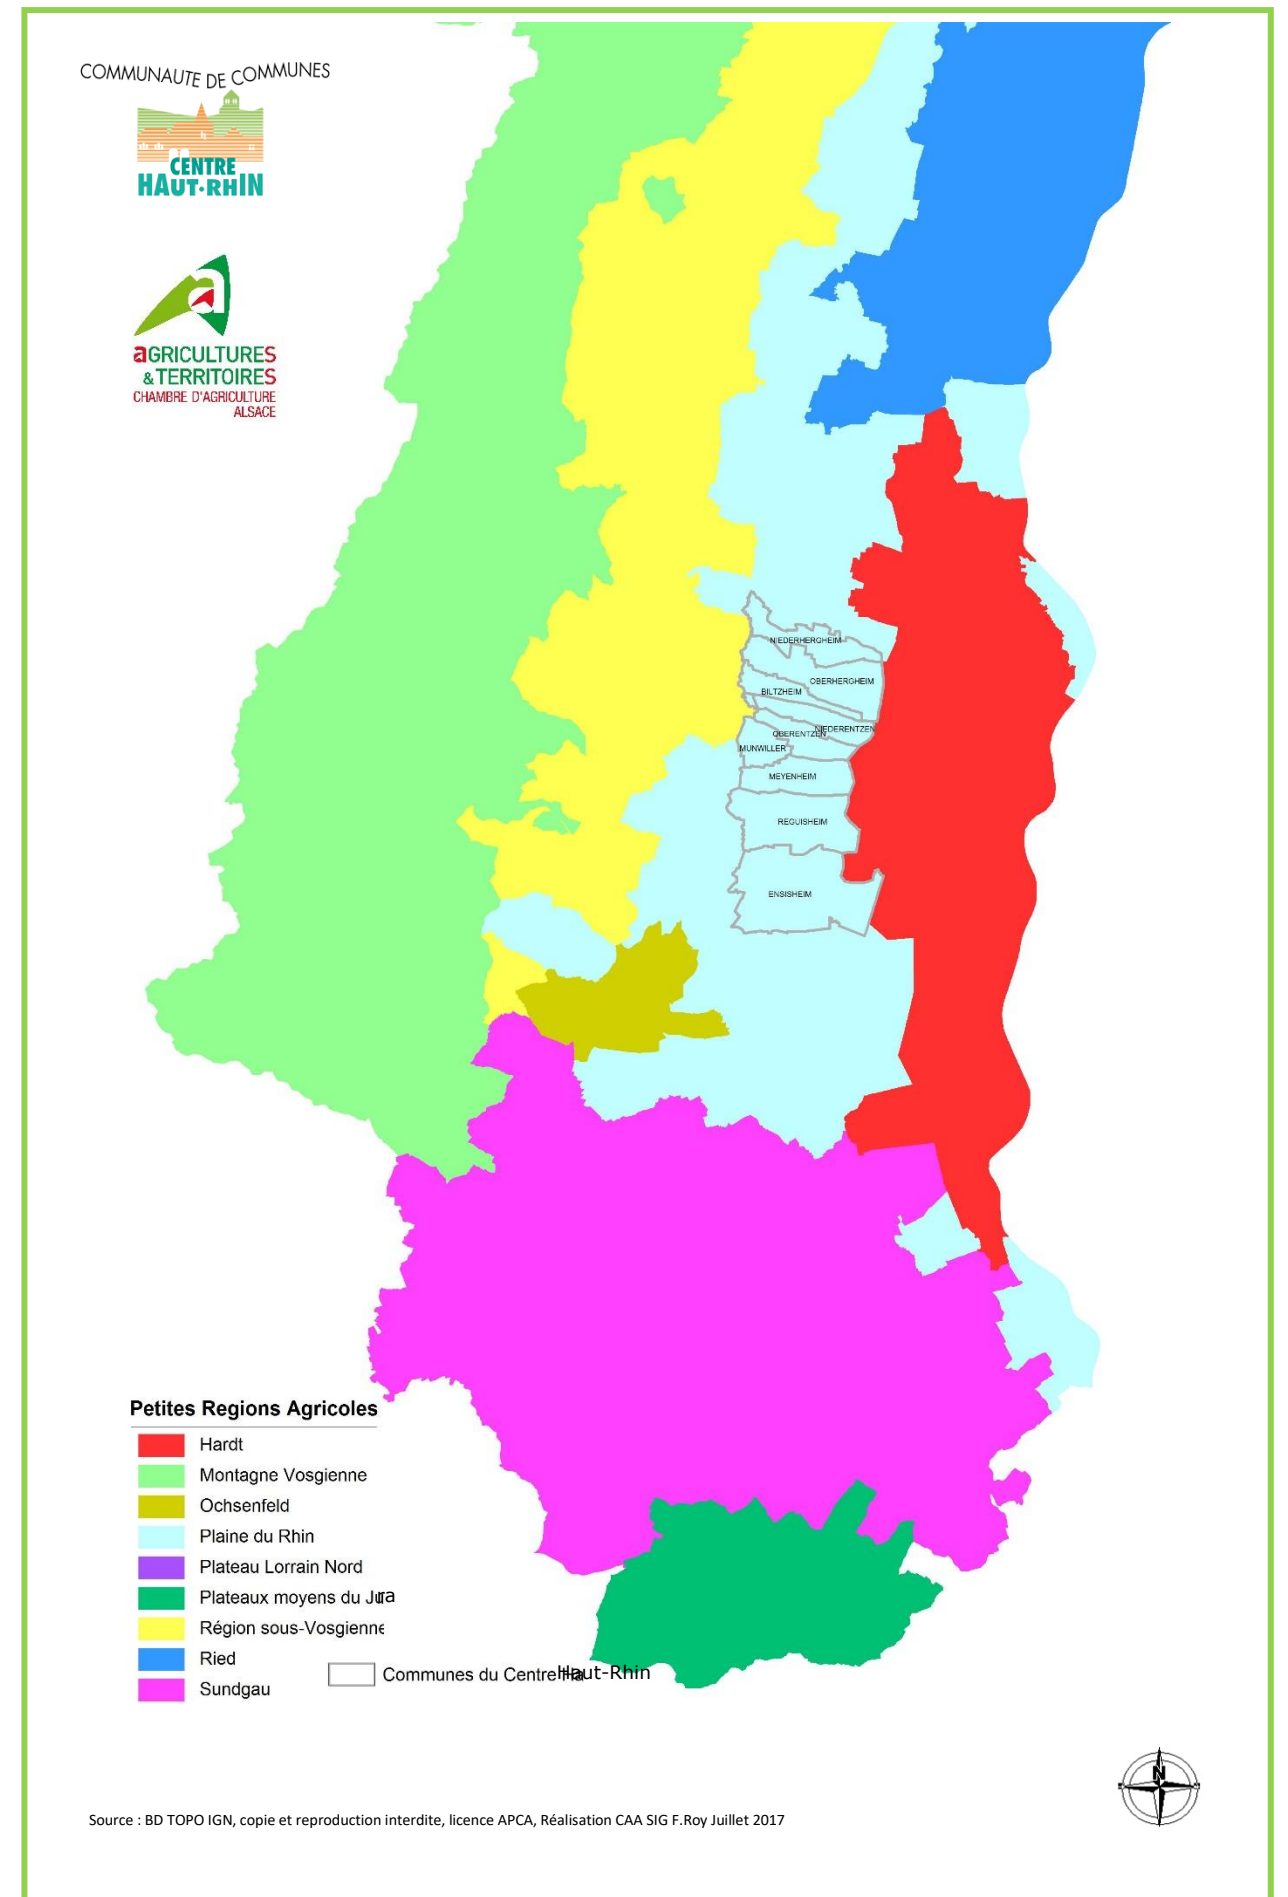 COMMUNAUTE DE COMMUNES
CENTRE
HAUT-RHIN
a
aGRICULTURES
& TERRITOIRES
CHAMBRE D'AGRICULTURE
ALSACE
NIEDERHERGHEIM
OBERHERGHEIM
BILTZHEIM
NIEDERENTZEN
OBERENTZEN
MUNWILLER
MEYENHEIM
REGUISHEIM
ENSISHEIM
Petites Regions Agricoles
Hardt
Montagne Vosgienne
Ochsenfeld
Plaine du Rhin
Plateau Lorrain Nord
Plateaux moyens du Jura
Région sous-Vosgienne
Ried
Communes du Centre Haut-Rhin
Sundgau
N
Source : BD TOPO IGN, copie et reproduction interdite, licence APCA, Réalisation CAA SIG F.Roy Juillet 2017